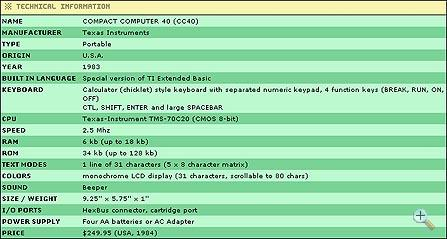 TECHNICAL INFORMATION
NAME COMPACT COMPUTER 40 (CC40)
MANUFACTURER Texas Instruments
TYPE Portable
ORIGIN U.S.A.
YEAR 1983
BUILT IN LANGUAGE Special version of TI Extended Basic
KEYBOARD Calculator (chicklet) style keyboard with separated numeric keypad, 4 function keys (BREAK, RUN, ON,
OFF)
CTL, SHIFT, ENTER and large SPACEBAR
CPU Texas-Instrument TMS-70C20 (CMOS 8-bit)
SPEED 2.5 Mhz
RAM 6 kb (up to 18 kb)
ROM 34 kb (up to 128 kb)
TEXT MODES 1 line of 31 characters (5 x 8 character matrix)
COLORS monochrome LCD display (31 characters, scrollable to 80 chars)
SOUND Beeper
SIZE / WEIGHT 9.25" x 5.75" x 1"
I/O PORTS HexBus connector, cartridge port
POWER SUPPLY Four AA batteries or AC Adapter
PRICE $249.95 (USA, 1984)